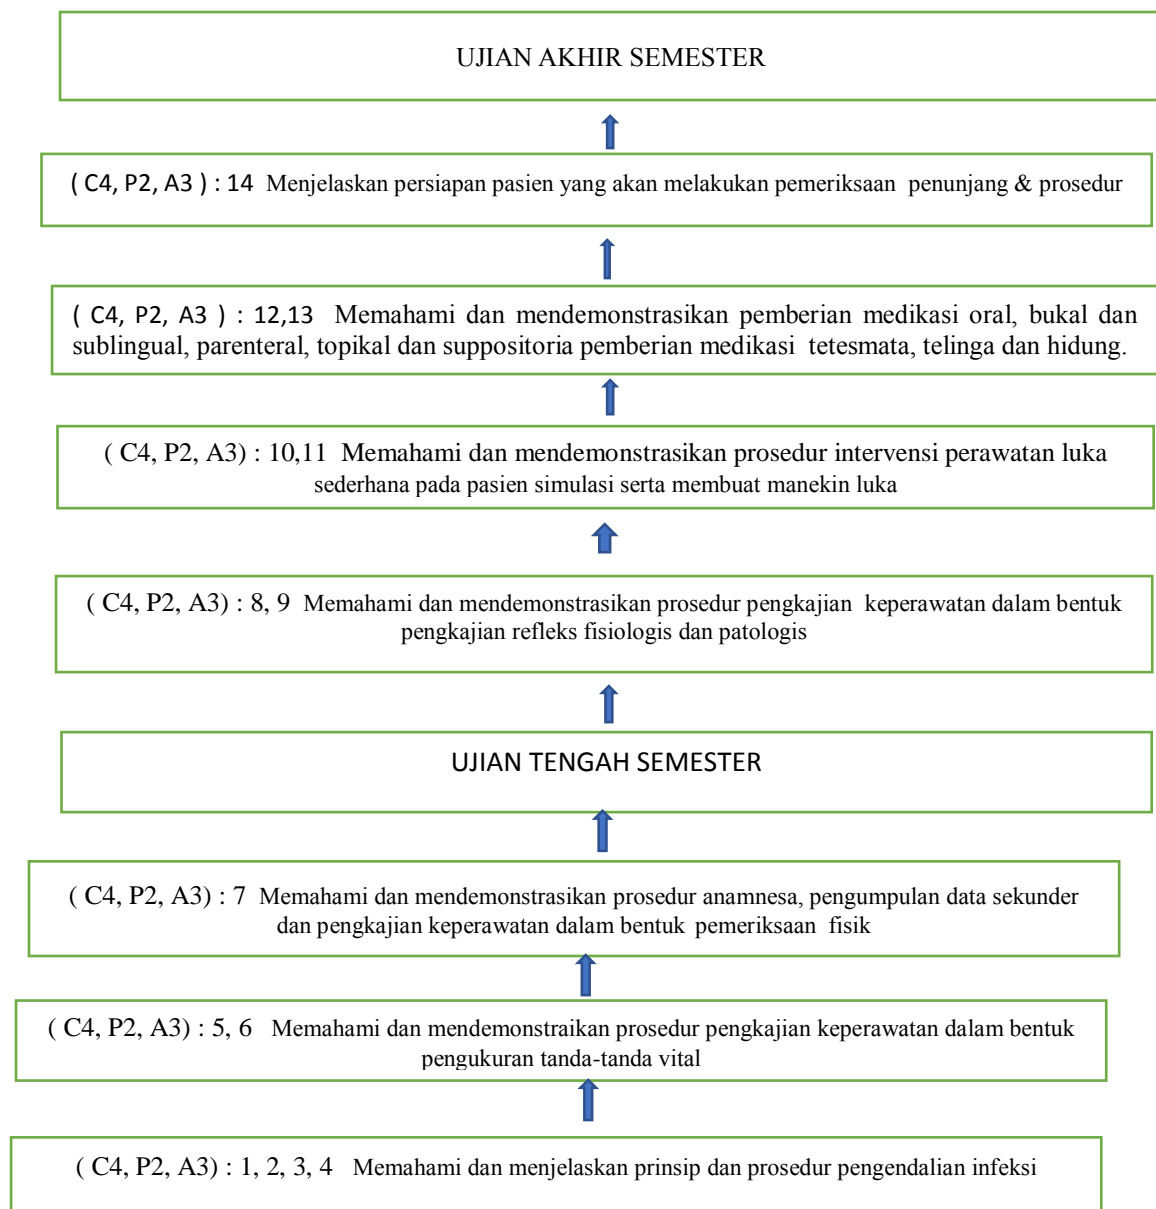 UJIAN AKHIR SEMESTER
( C4, P2, A3 ) : 14 Menjelaskan persiapan pasien yang akan melakukan pemeriksaan penunjang & prosedur
( C4, P2, A3 ) : 12,13 Memahami dan mendemonstrasikan pemberian medikasi oral, bukal dan
sublingual, parenteral, topikal dan suppositoria pemberian medikasi tetesmata, telinga dan hidung.
( C4, P2, A3) : 10,11 Memahami dan mendemonstrasikan prosedur intervensi perawatan luka
sederhana pada pasien simulasi serta membuat manekin luka
( C4, P2, A3) : 8, 9 Memahami dan mendemonstrasikan prosedur pengkajian keperawatan dalam bentuk
pengkajian refleks fisiologis dan patologis
UJIAN TENGAH SEMESTER
( C4, P2, A3) : 7 Memahami dan mendemonstrasikan prosedur anamnesa, pengumpulan data sekunder
dan pengkajian keperawatan dalam bentuk pemeriksaan fisik
( C4, P2, A3) : 5, 6 Memahami dan mendemonstraikan prosedur pengkajian keperawatan dalam bentuk
pengukuran tanda-tanda vital
( C4, P2, A3) : 1, 2, 3, 4 Memahami dan menjelaskan prinsip dan prosedur pengendalian infeksi